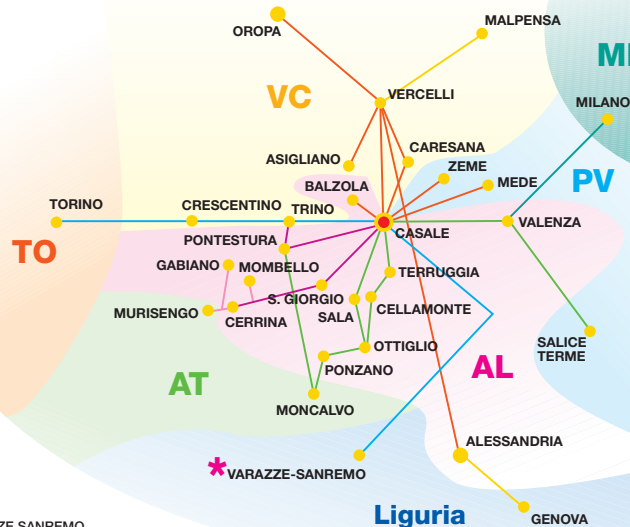 OROPA
MALPENSA
MI
VC
VERCELLI
MILANO
CARESANA
ASIGLIANO
ZEME
BALZOLA
MEDE
PV
TORINO
CRESCENTINO
TRINO
VALENZA
CASALE
TO
PONTESTURA
GABIANO
MOMBELLO
TERRUGGIA
S. GIORGIO
MURISENGO
CERRINA
SALA
CELLAMONTE
OTTIGLIO
SALICE
TERME
PONZANO
AL
AT
MONCALVO
ALESSANDRIA
* VARAZZE-SANREMO
Liguria
GENOVA
ZE SANREMO